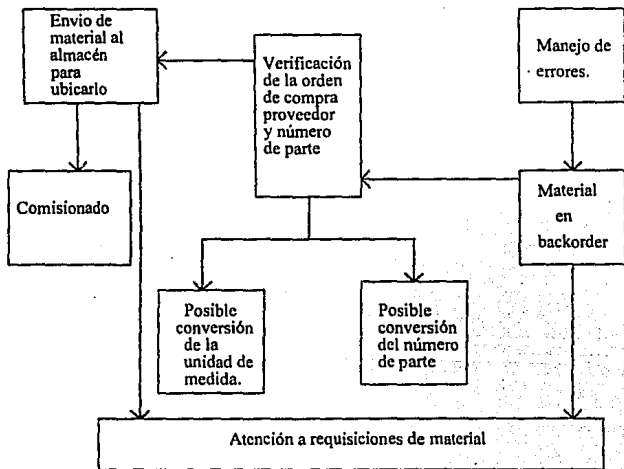 Envio de
material al
almacén
para
ubicarlo
Verificación
de la orden
de compra
proveedor
y número
de parte
Manejo de
errores.
Comisionado
Material
en
backorder
Posible
conversión
de la
unidad de
medida.
Posible
conversión
del número
de parte
Atención a requisiciones de material